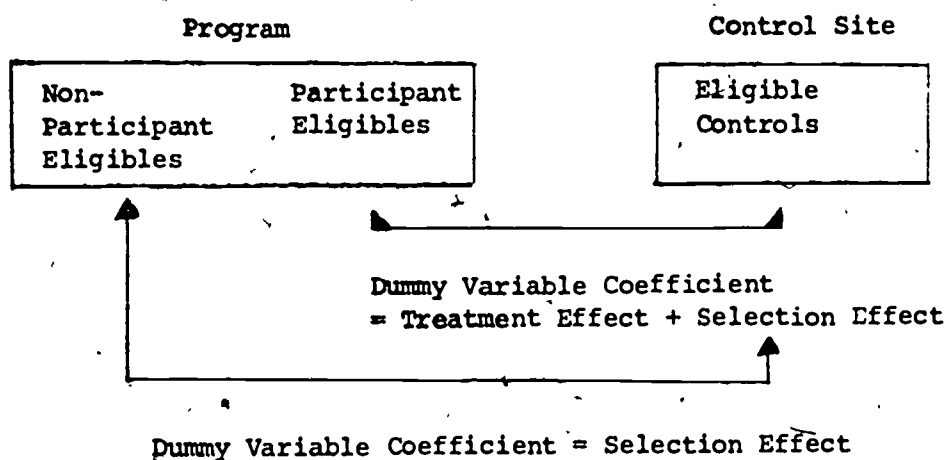 Program
Control Site
Non-
Participant
Eligibles
Participant
Eligibles
Eligible
Controls
Dummy Variable Coefficient
= Treatment Effect + Selection Effect
Dummy Variable Coefficient = Selection Effect